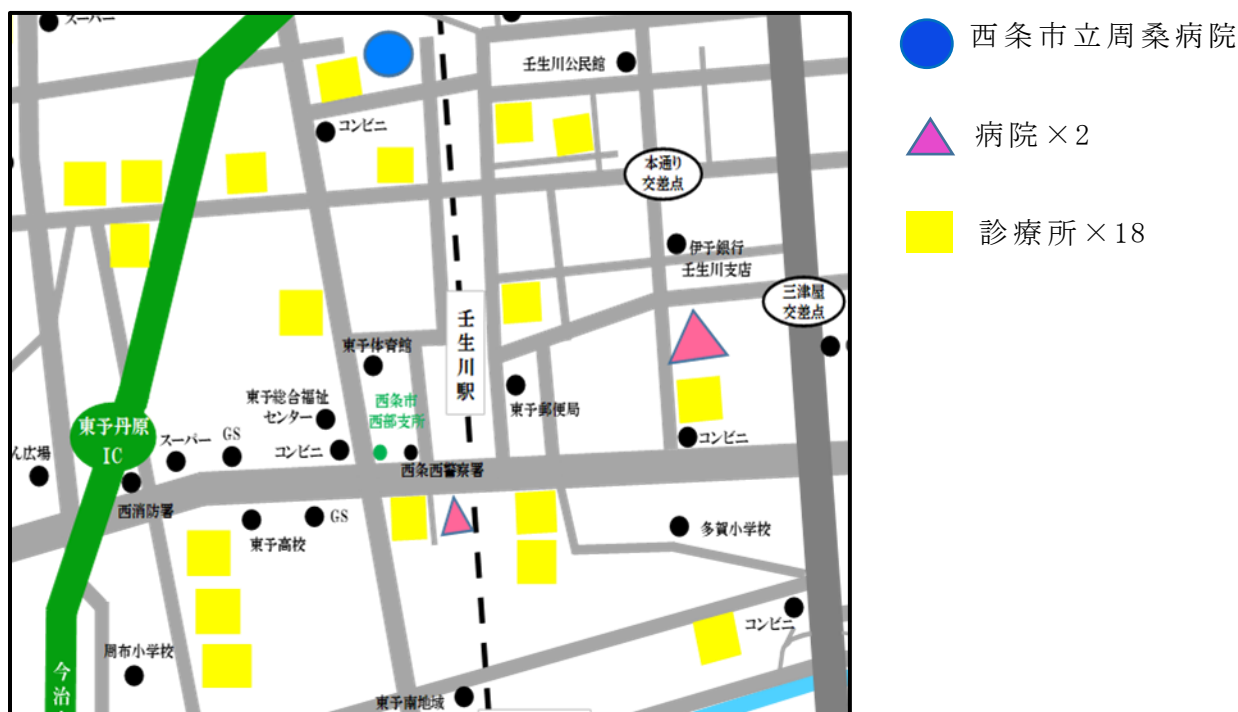 スーパー
壬生川公民館
コンビニ
本通り
交差点
伊予銀行
壬生川支店
三津屋
交差点
壬生川駅
東予体育館
東予総合福祉
センター
西条市
西部支所
東予郵便局
東予丹原
IC
スーパー
GS
コンビニ
コンビニ
ん広場
西条西警察署
西消防署
GS
東予高校
多賀小学校
コンビニ
周布小学校
今治
東予南地域
西条市立周桑病院
病院×2
診療所×18